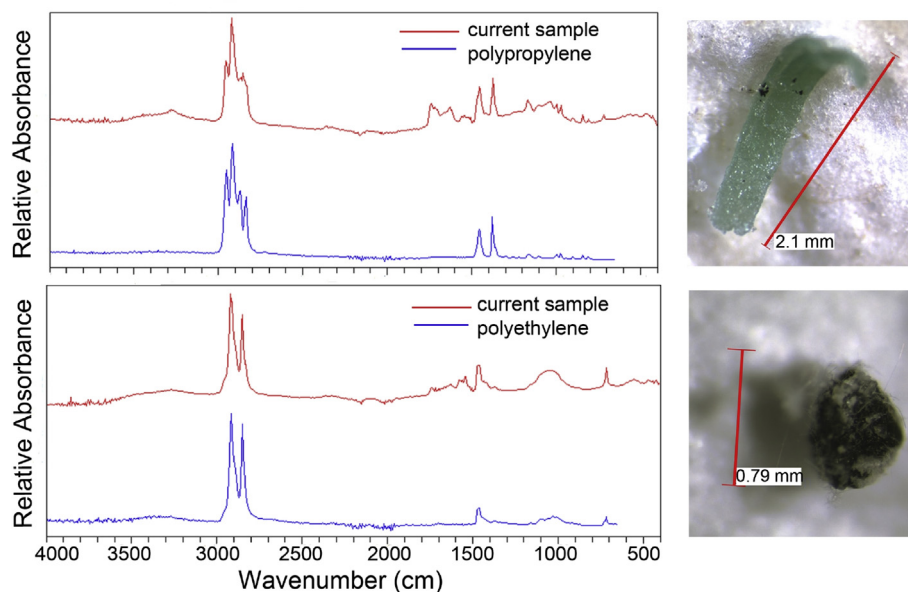 Relative Absorbance
current sample
polypropylene
2.1 mm
Relative Absorbance
current sample
polyethylene
0.79 mm
4000 3500 3000 2500 2000 1500 1000 500
Wavenumber (cm)